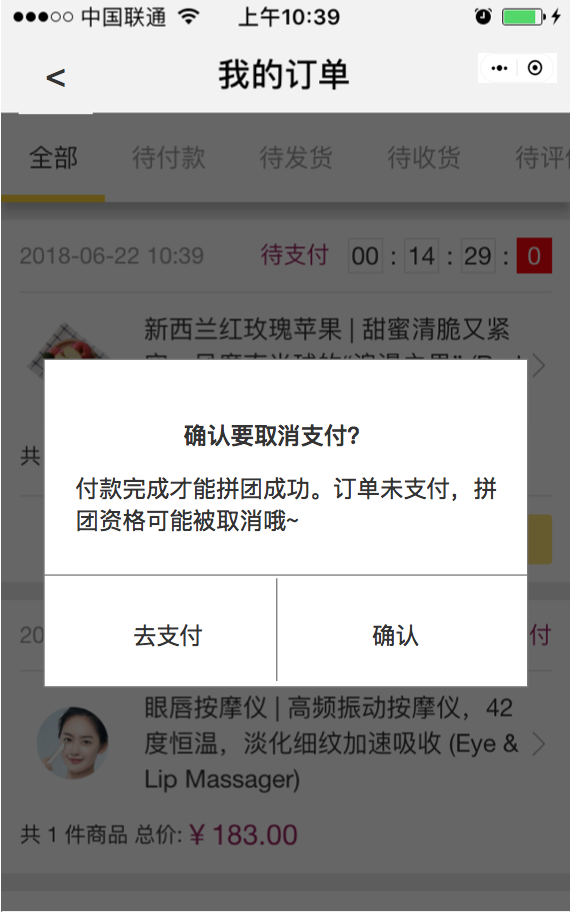 中国联通 上午10:39
< 我的订单
全部 待付款 待发货 待收货 待评
2018-06-22 10:39 待支付 00 : 14 : 29 : 0
新西兰红玫瑰苹果 | 甜蜜清脆又紧
共
确认要取消支付?
付款完成才能拼团成功。订单未支付，拼
团资格可能被取消哦~
去支付 确认
20 付
眼唇按摩仪 | 高频振动按摩仪，42
度恒温，淡化细纹加速吸收 (Eye &
Lip Massager)
共 1 件商品 总价: ¥ 183.00